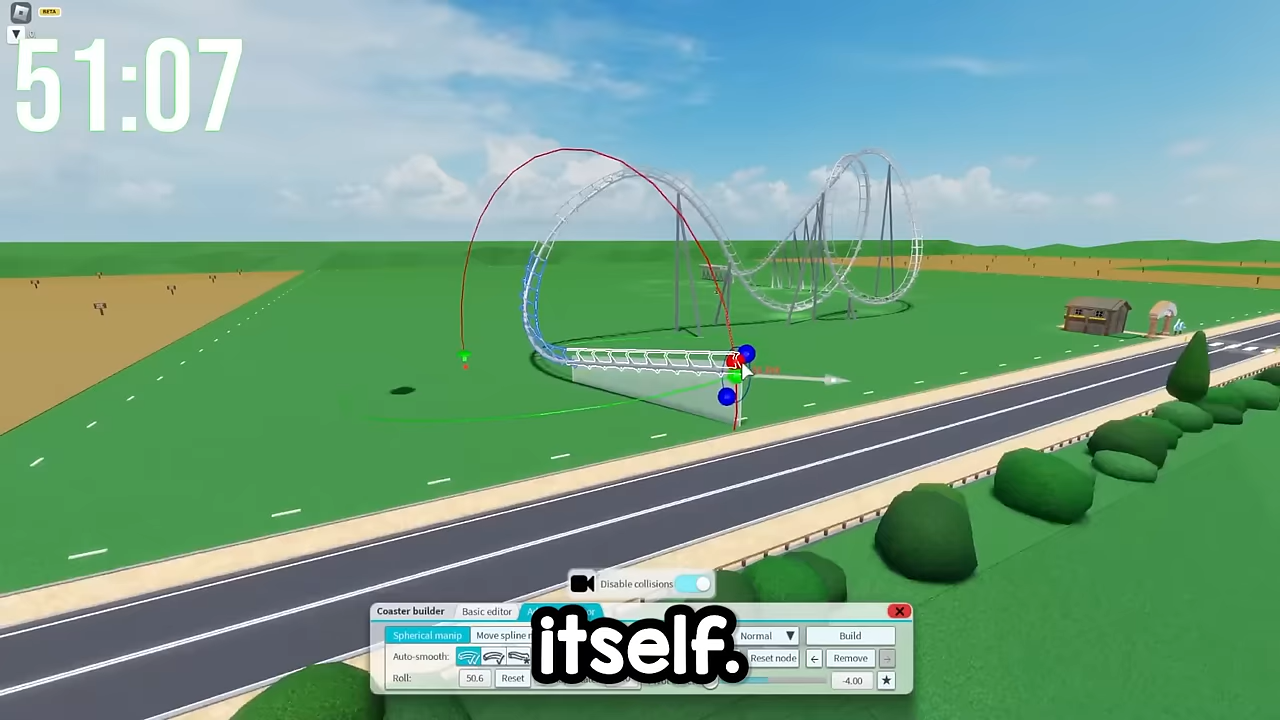 BETA
51:07
Disable collisions
Coaster builder Basic editor
Spherical manip Move spline Normal ▼ Build
Auto-smooth: Reset node ← Remove →
Roll: 50.6 Reset -4.00 ★
itself.